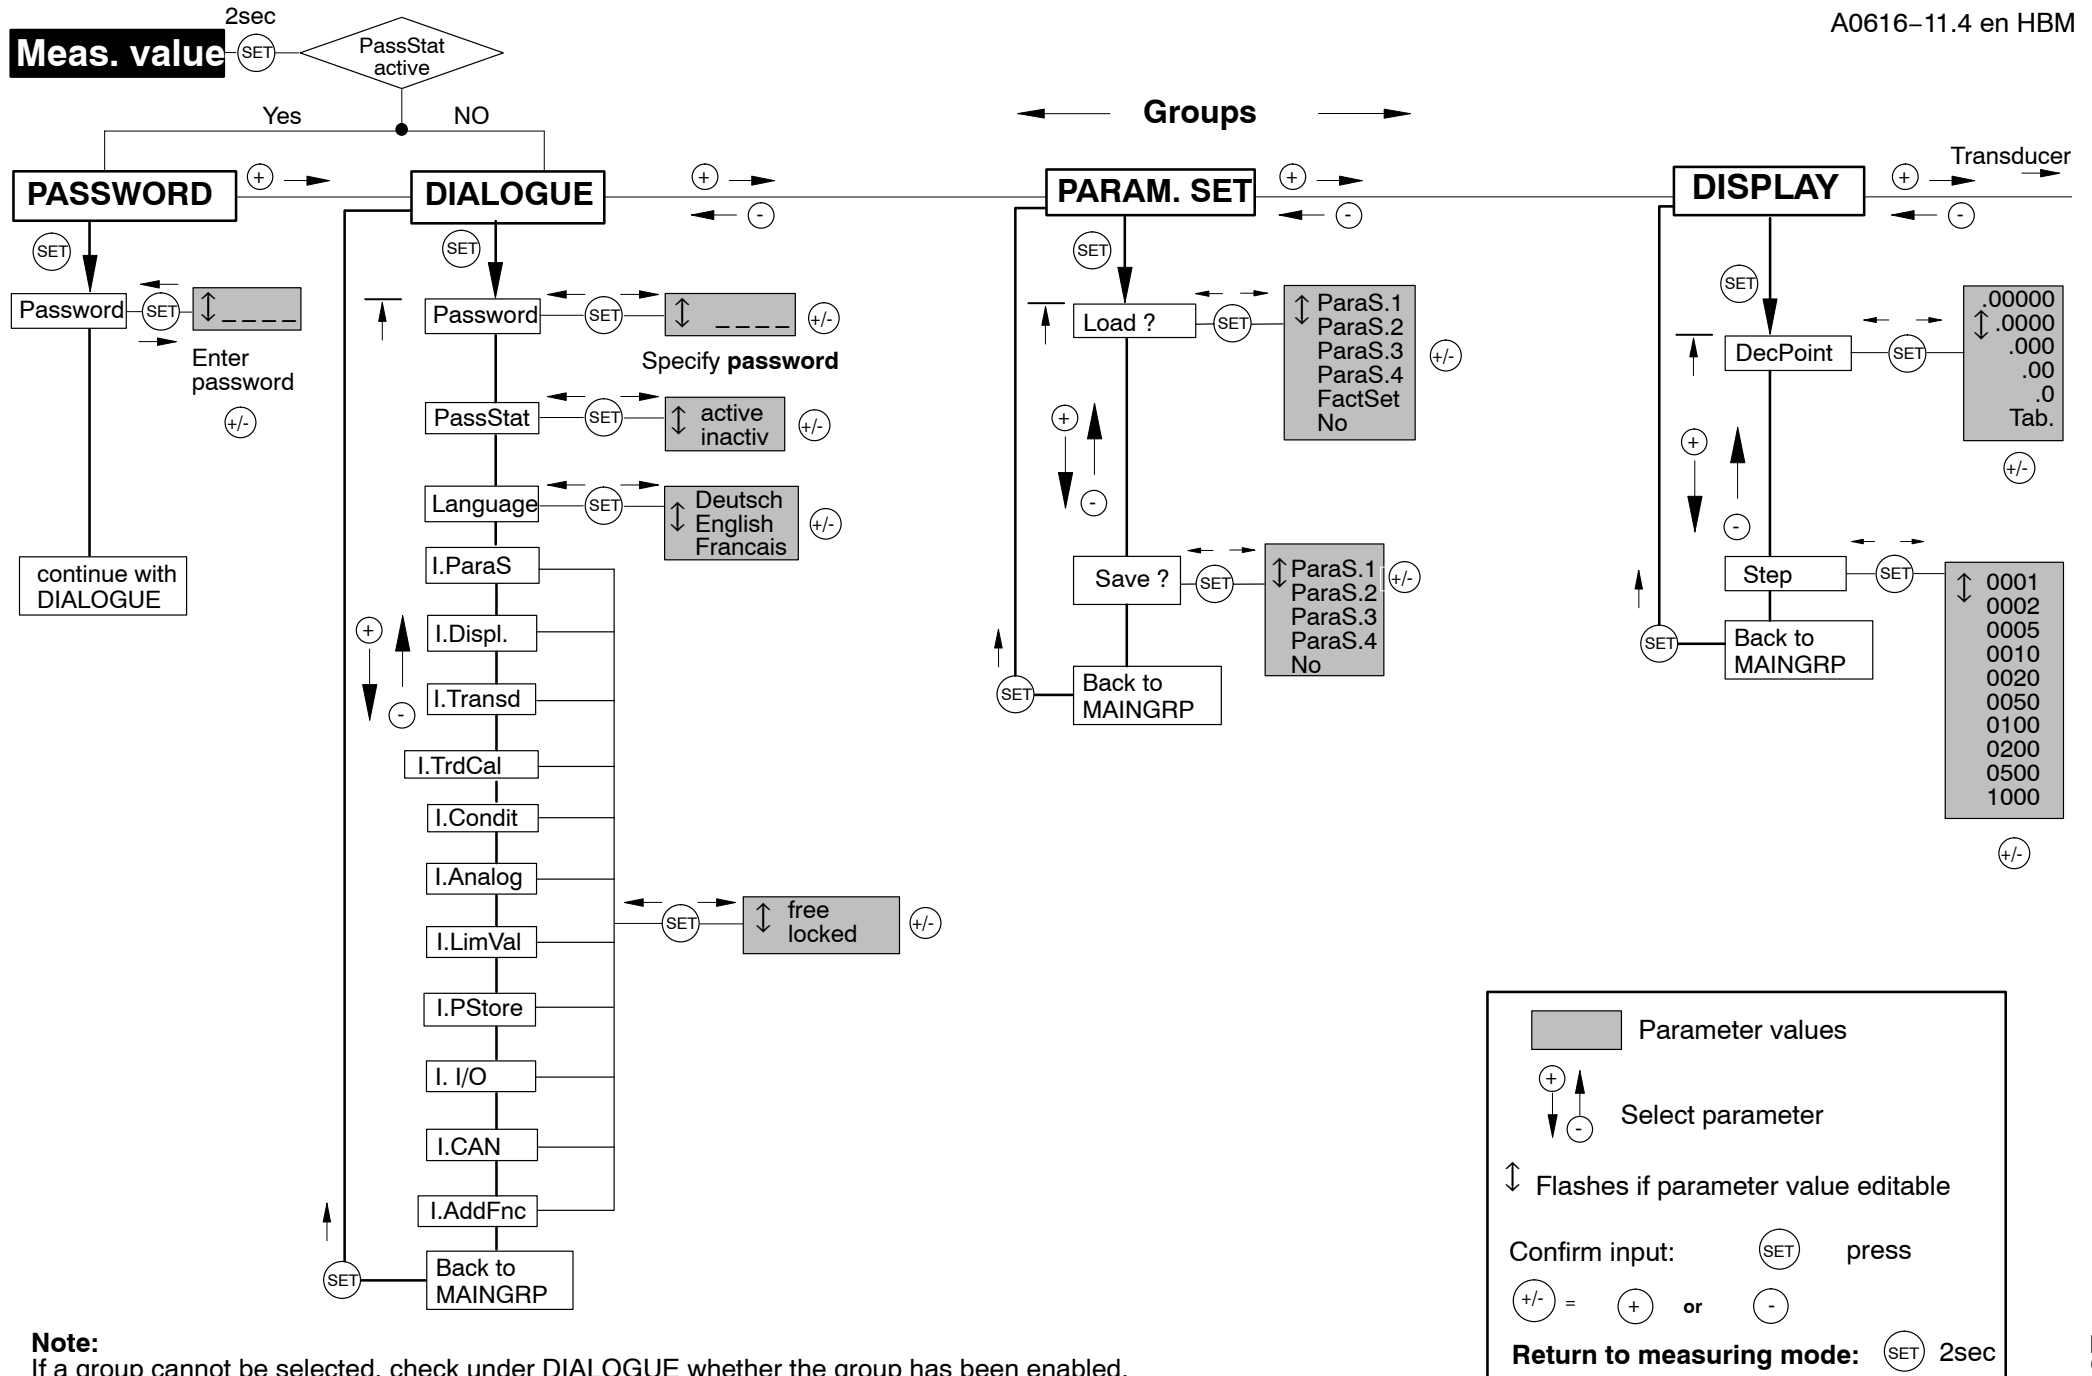 A0616–11.4 en HBM
2sec
Meas. value
SET
PassStat
active
Yes
NO
Groups
PASSWORD
+
DIALOGUE
+
-
PARAM. SET
+
-
DISPLAY
+
-
Transducer
SET
Password
SET
_ _ _ _
Enter
password
+/-
continue with
DIALOGUE
SET
Password
SET
_ _ _ _
+/-
Specify password
PassStat
SET
active
inactiv
+/-
Language
SET
Deutsch
English
Francais
+/-
I.ParaS
I.Displ.
+
-
I.Transd
I.TrdCal
I.Condit
I.Analog
I.LimVal
I.PStore
I. I/O
I.CAN
I.AddFnc
SET
free
locked
+/-
SET
Back to
MAINGRP
SET
Load ?
SET
ParaS.1
ParaS.2
ParaS.3
ParaS.4
FactSet
No
+/-
+
-
Save ?
SET
ParaS.1
ParaS.2
ParaS.3
ParaS.4
No
+/-
SET
Back to
MAINGRP
SET
DecPoint
SET
.00000
.0000
.000
.00
.0
Tab.
+/-
+
-
Step
SET
0001
0002
0005
0010
0020
0050
0100
0200
0500
1000
+/-
SET
Back to
MAINGRP
Parameter values
+
-
Select parameter
Flashes if parameter value editable
Confirm input: SET press
+/- = + or -
Return to measuring mode: SET 2sec
Note:
If a group cannot be selected, check under DIALOGUE whether the group has been enabled.